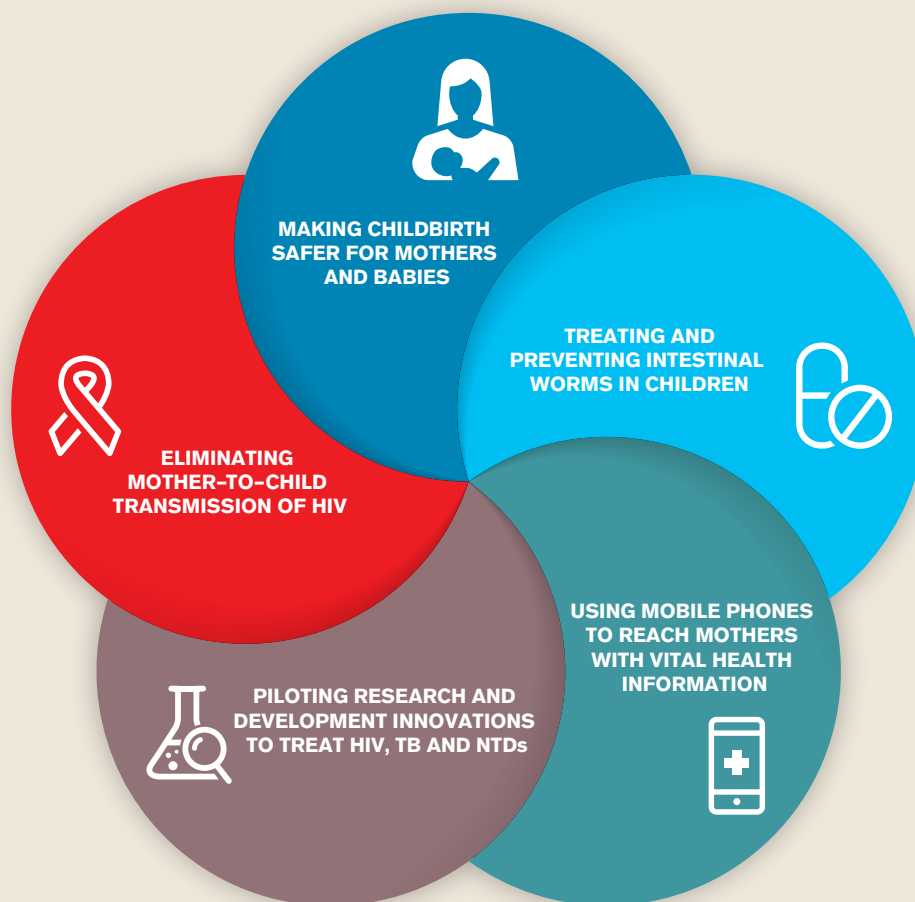 MAKING CHILDBIRTH
SAFER FOR MOTHERS
AND BABIES
TREATING AND
PREVENTING INTESTINAL
WORMS IN CHILDREN
USING MOBILE PHONES
TO REACH MOTHERS
WITH VITAL HEALTH
INFORMATION
PILOTING RESEARCH AND
DEVELOPMENT INNOVATIONS
TO TREAT HIV, TB AND NTDs
ELIMINATING
MOTHER-TO-CHILD
TRANSMISSION OF HIV